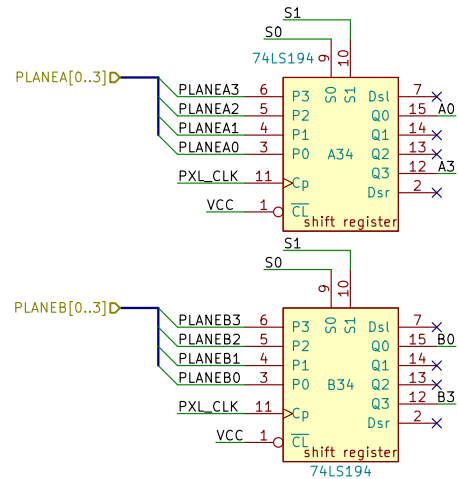 S1
S0
74LS194
9
10
S0
S1
PLANEA[0..3]
PLANEA3 6 P3 Dsl 7
PLANEA2 5 P2 Q0 15 A0
PLANEA1 4 P1 Q1 14
PLANEA0 3 P0 A34 Q2 13
Q3 12 A3
PXL_CLK 11 Cp Dsr 2
VCC 1 CL
shift register
S1
S0
9
10
S0
S1
PLANEB[0..3]
PLANEB3 6 P3 Dsl 7
PLANEB2 5 P2 Q0 15 B0
PLANEB1 4 P1 Q1 14
PLANEB0 3 P0 B34 Q2 13
Q3 12 B3
PXL_CLK 11 Cp Dsr 2
VCC 1 CL
shift register
74LS194